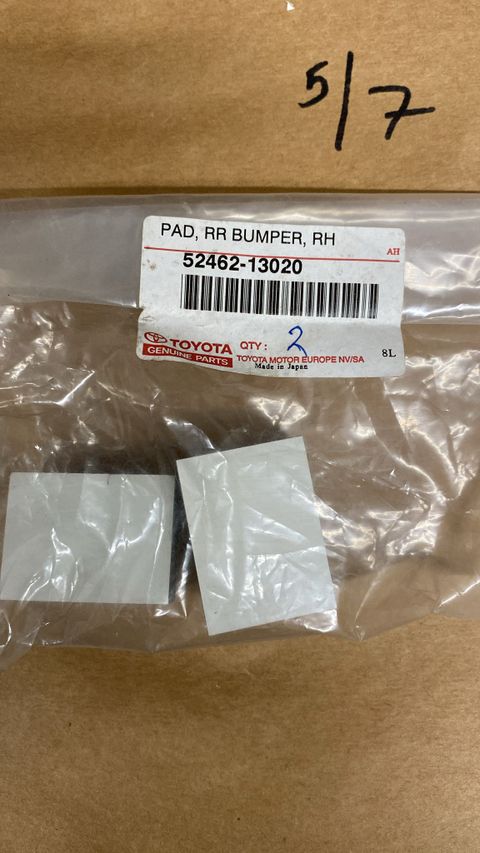 5/7
PAD, RR BUMPER, RH
AH
52462-13020
TOYOTA
GENUINE PARTS
QTY : 2
TOYOTA MOTOR EUROPE NV/SA
8L
Made in Japan